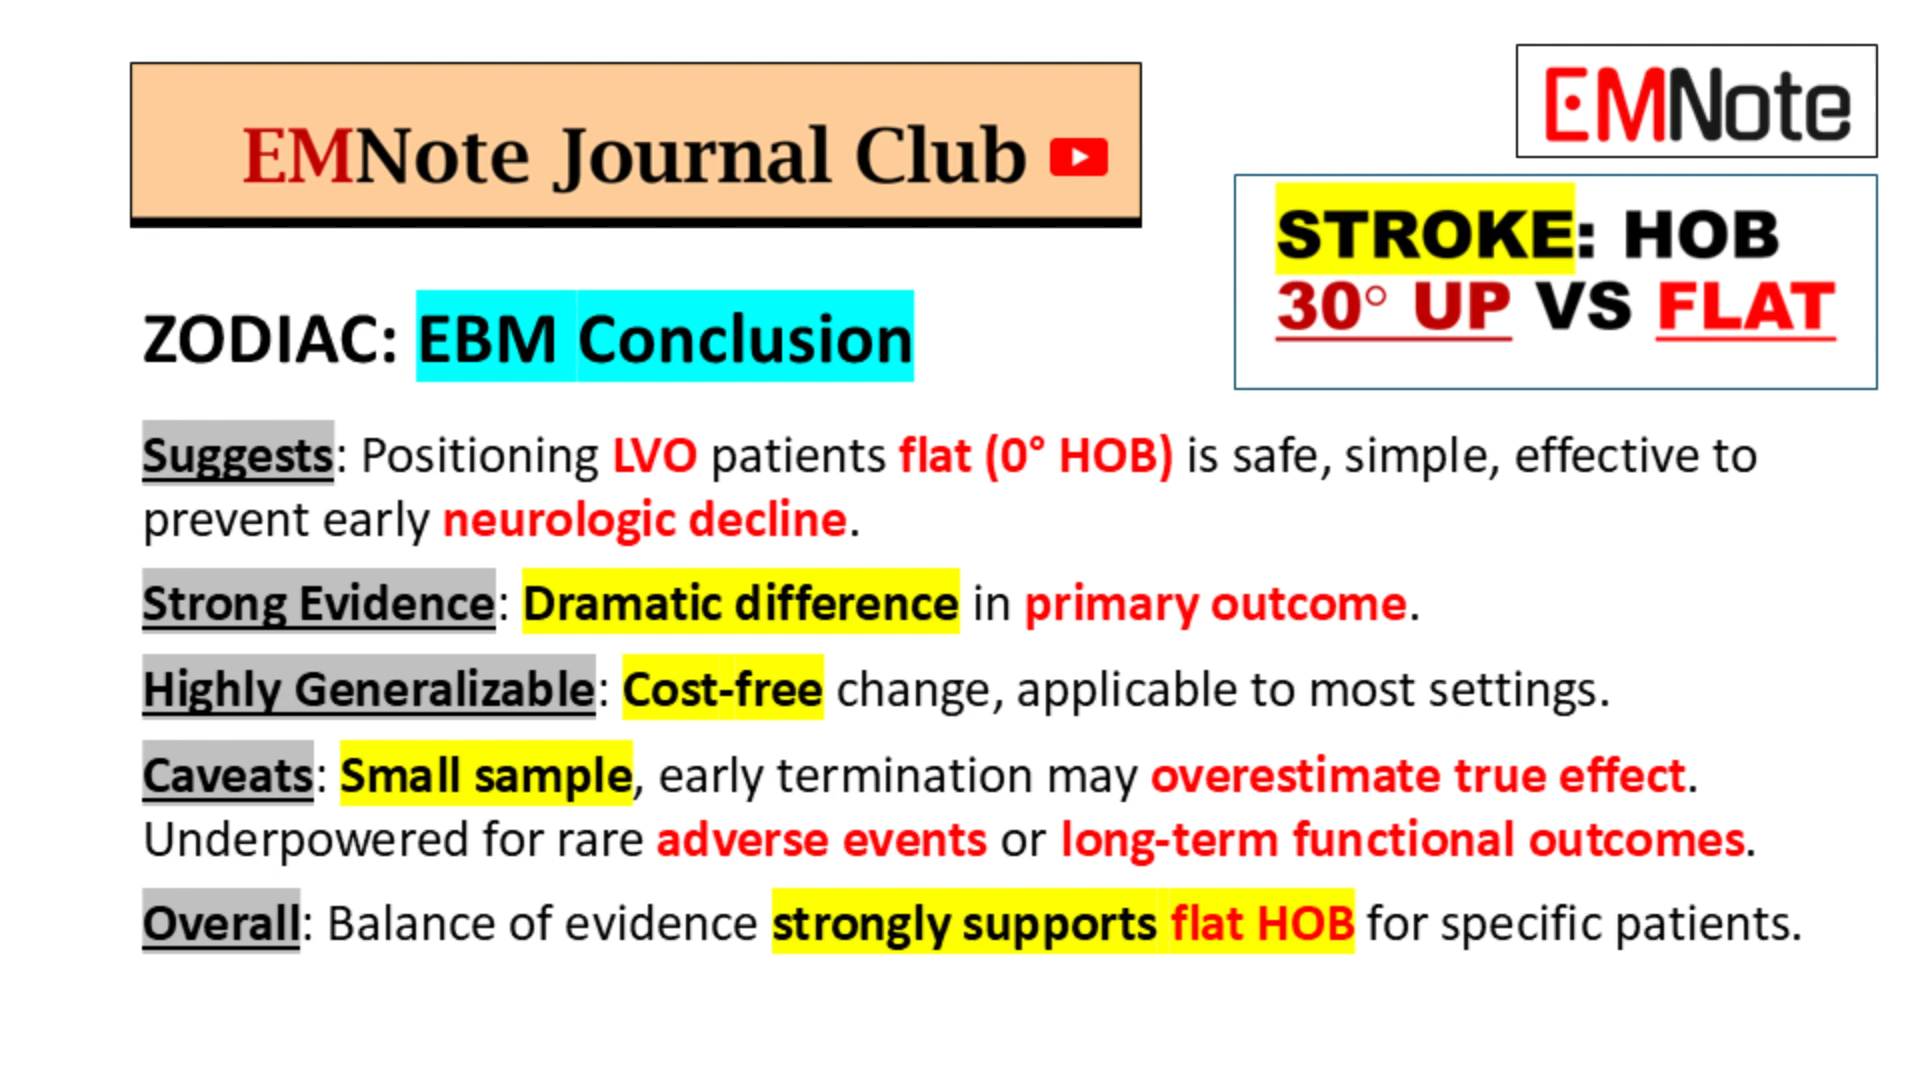 EMNote Journal Club
EMNote
STROKE: HOB
30° UP VS FLAT
ZODIAC: EBM Conclusion
Suggests: Positioning LVO patients flat (0° HOB) is safe, simple, effective to
prevent early neurologic decline.
Strong Evidence: Dramatic difference in primary outcome.
Highly Generalizable: Cost-free change, applicable to most settings.
Caveats: Small sample, early termination may overestimate true effect.
Underpowered for rare adverse events or long-term functional outcomes.
Overall: Balance of evidence strongly supports flat HOB for specific patients.